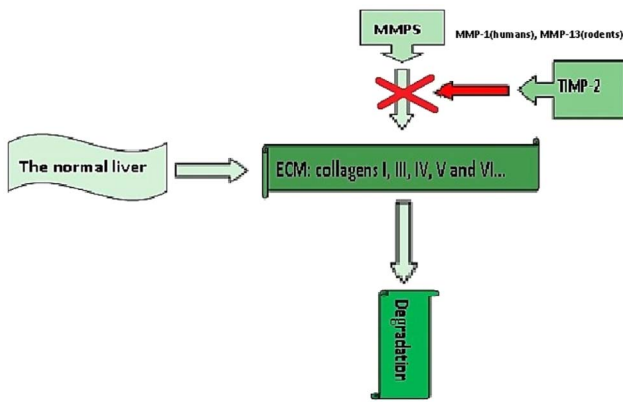 MMPS
MMP-1(humans), MMP-13(rodents)
TIMP-2
The normal liver
ECM: collagens I, III, IV, V and VI...
Degradation